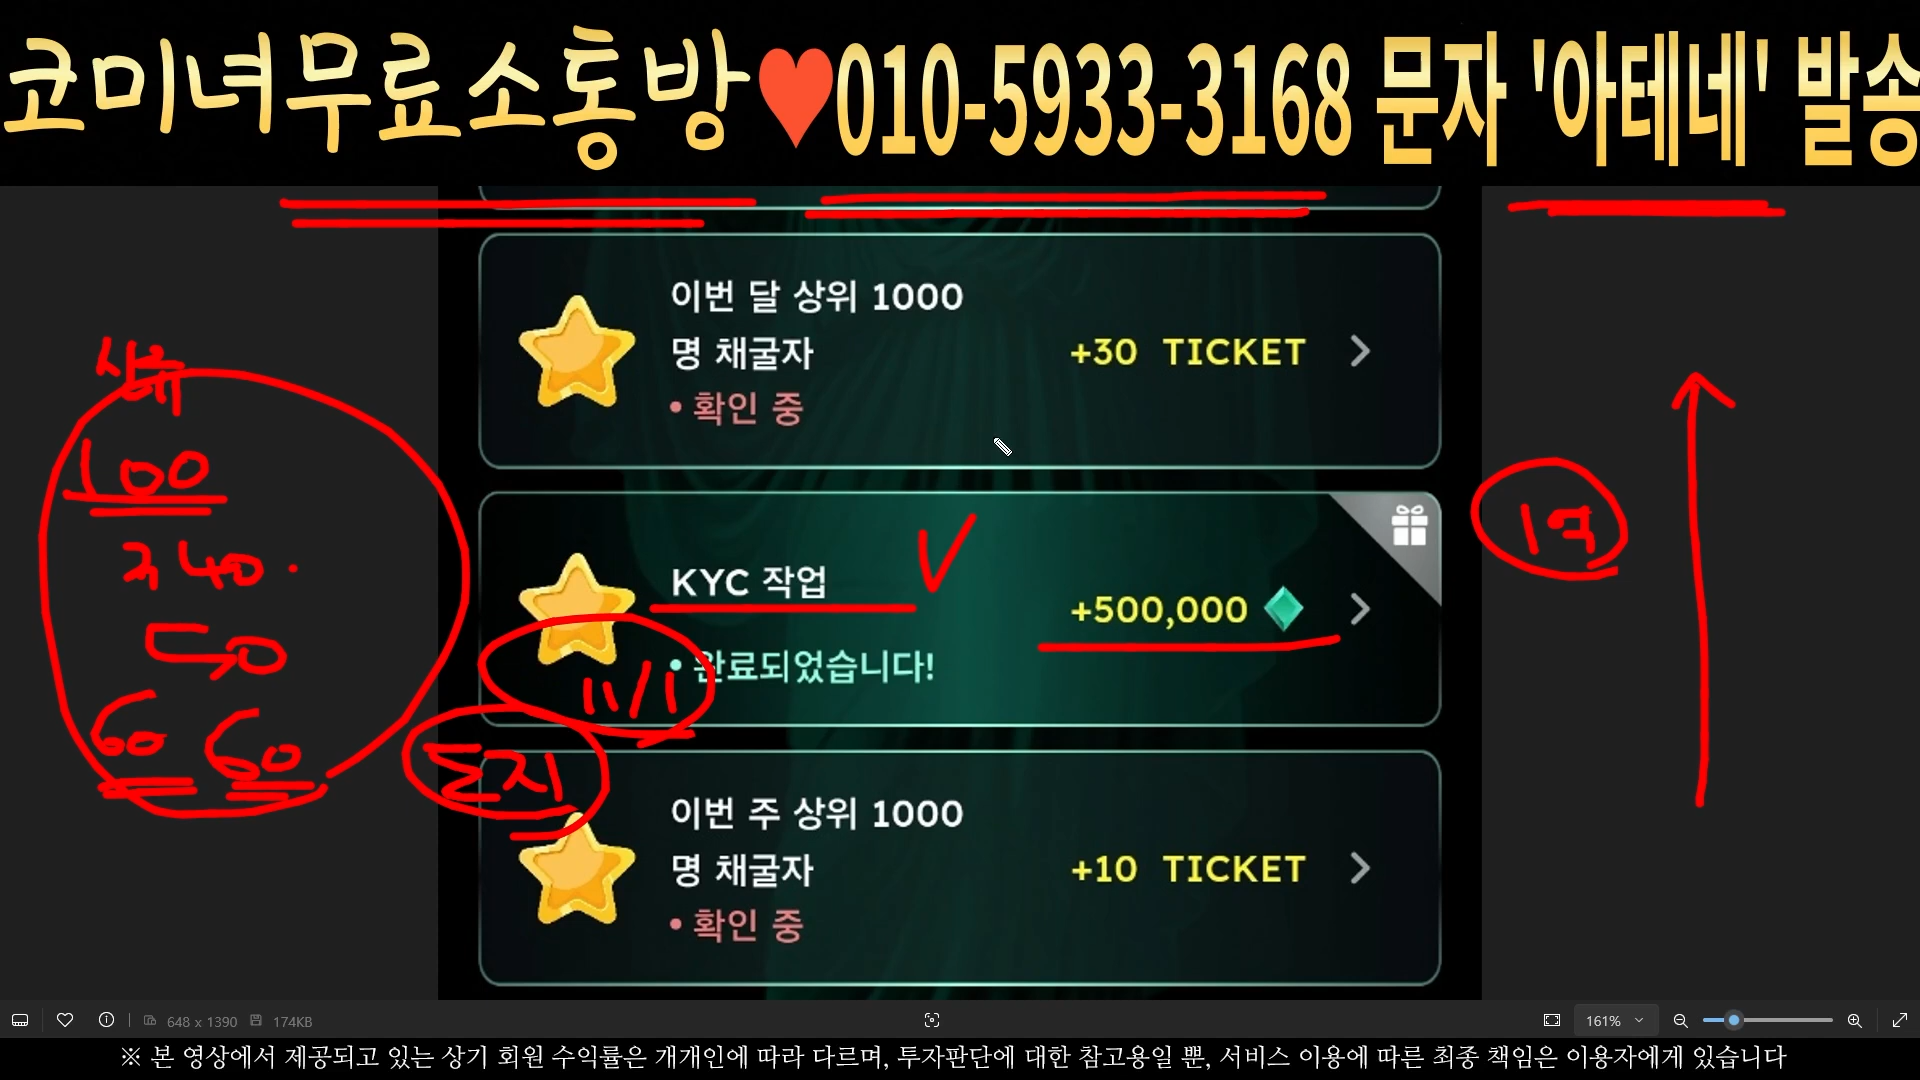 코미녀무료소통방♥010-5933-3168 문자 '아테네' 발송
이번 달 상위 1000
명 채굴자
• 확인 중
+30 TICKET
KYC 작업
• 완료되었습니다!
+500,000
이번 주 상위 1000
명 채굴자
• 확인 중
+10 TICKET
100
240.
50
60 60
11/1
648 x 1390
174KB
161%
※ 본 영상에서 제공되고 있는 상기 회원 수익률은 개개인에 따라 다르며, 투자판단에 대한 참고용일 뿐, 서비스 이용에 따른 최종 책임은 이용자에게 있습니다